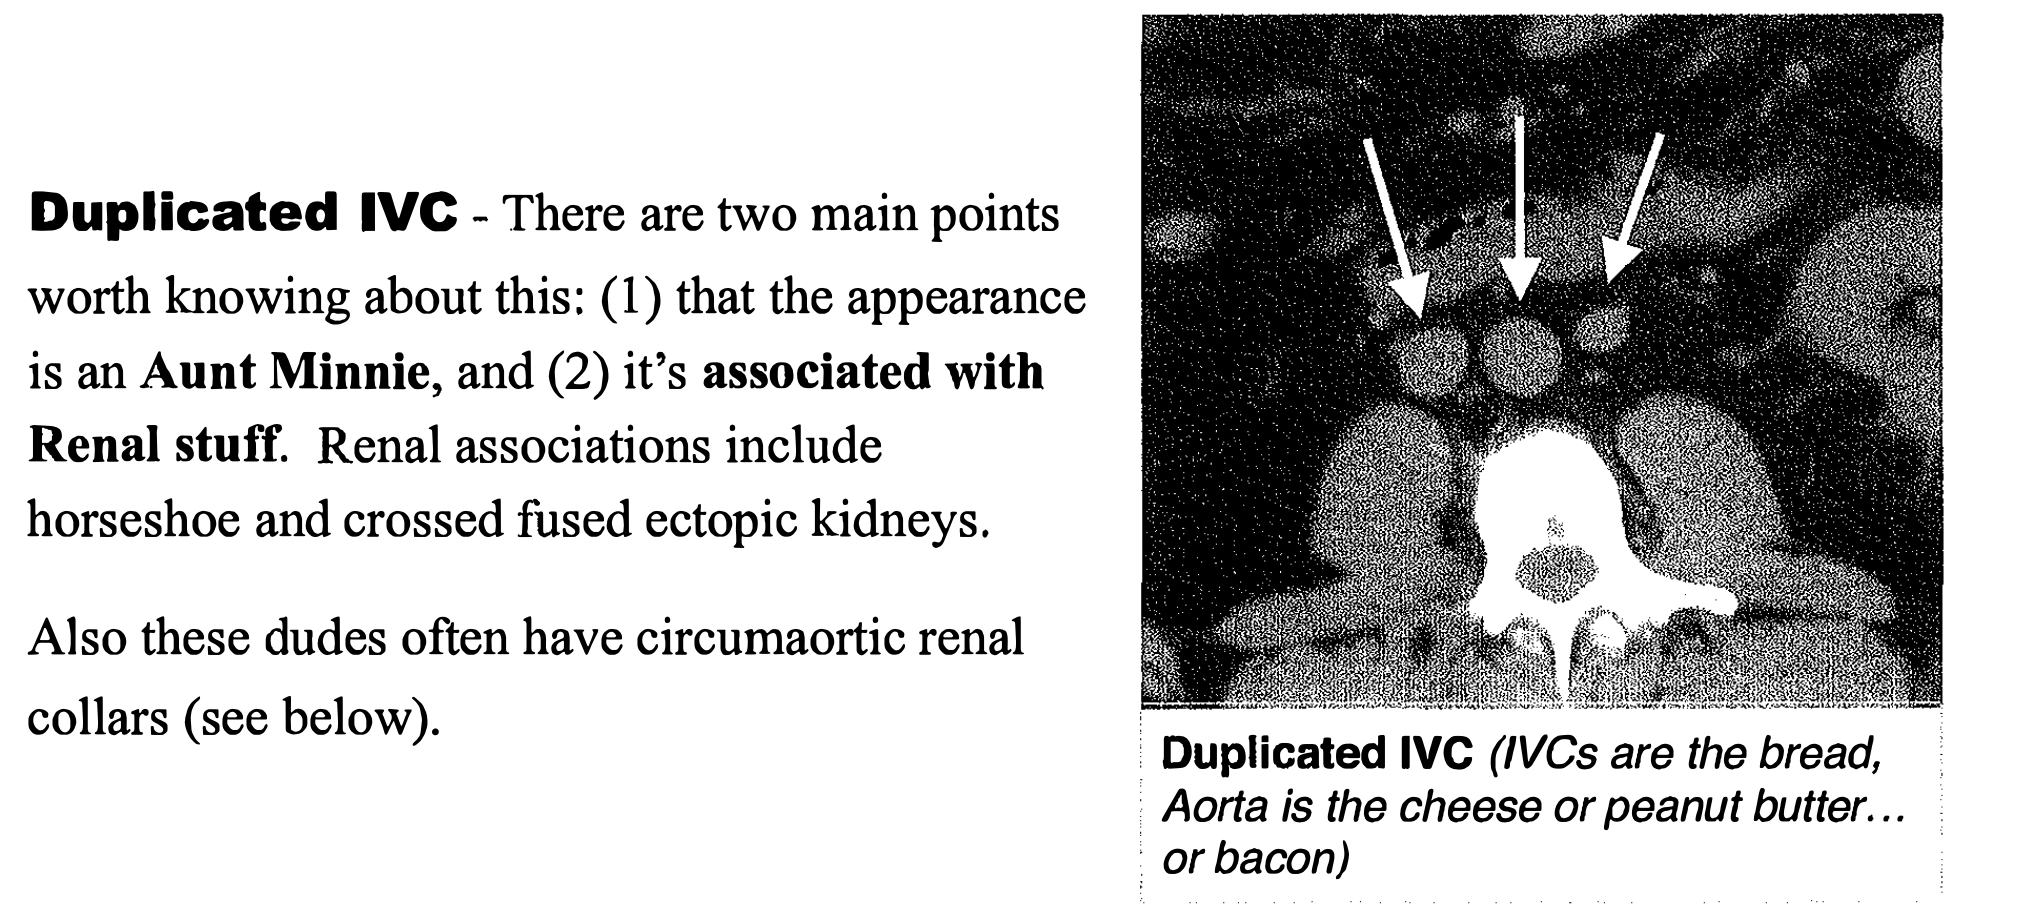 Duplicated IVC - There are two main points
worth knowing about this: (1) that the appearance
is an Aunt Minnie, and (2) it's associated with
Renal stuff. Renal associations include
horseshoe and crossed fused ectopic kidneys.
Also these dudes often have circumaortic renal
collars (see below).
Duplicated IVC (IVCs are the bread,
Aorta is the cheese or peanut butter...
or bacon)